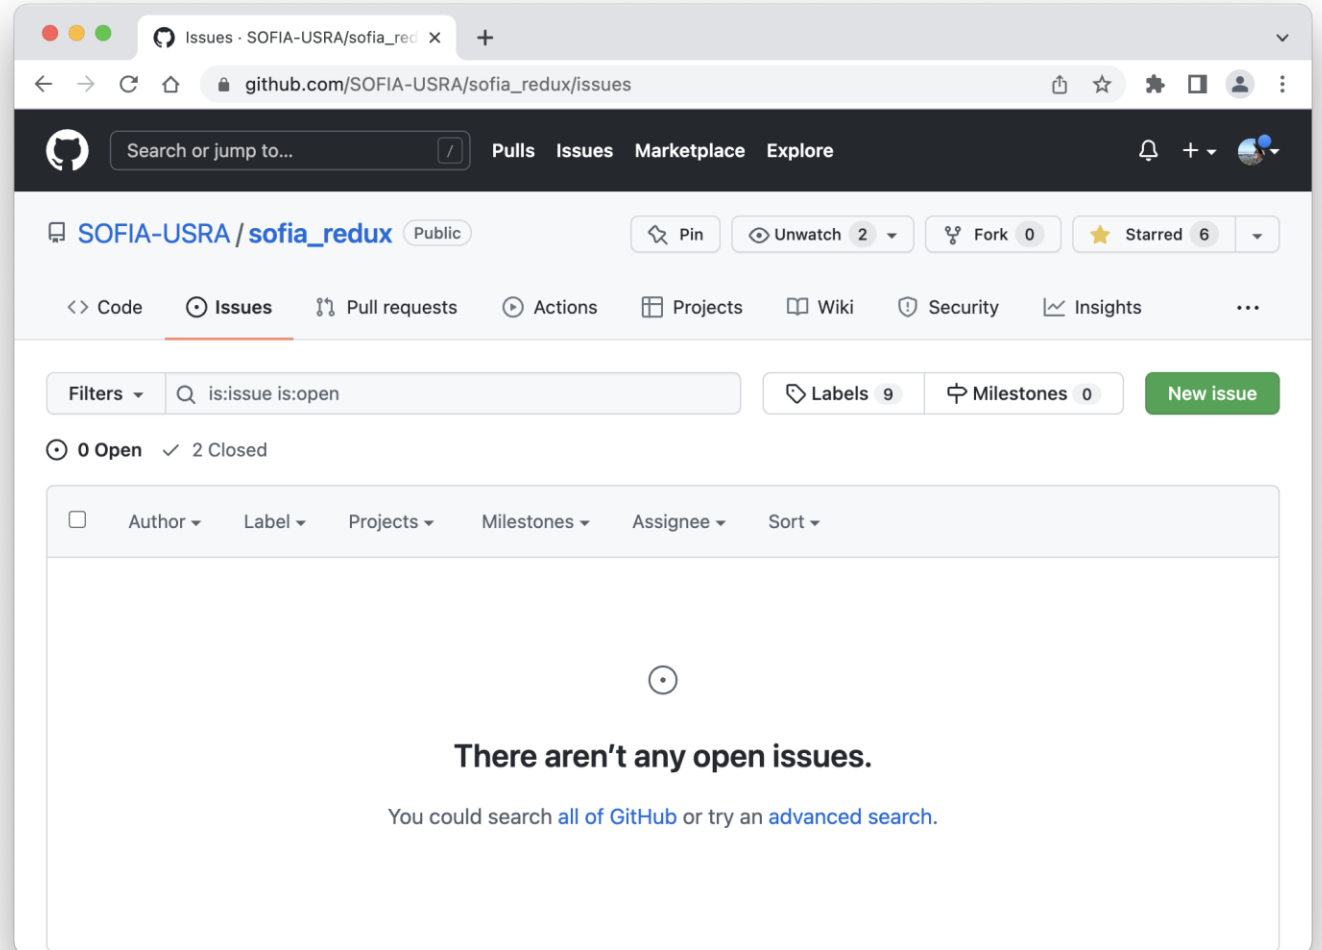 Issues · SOFIA-USRA/sofia_red
github.com/SOFIA-USRA/sofia_redux/issues
Search or jump to... / Pulls Issues Marketplace Explore
SOFIA-USRA / sofia_redux Public Pin Unwatch 2 Fork 0 Starred 6
Code Issues Pull requests Actions Projects Wiki Security Insights ...
Filters is:issue is:open Labels 9 Milestones 0 New issue
0 Open 2 Closed
Author Label Projects Milestones Assignee Sort
There aren't any open issues.
You could search all of GitHub or try an advanced search.